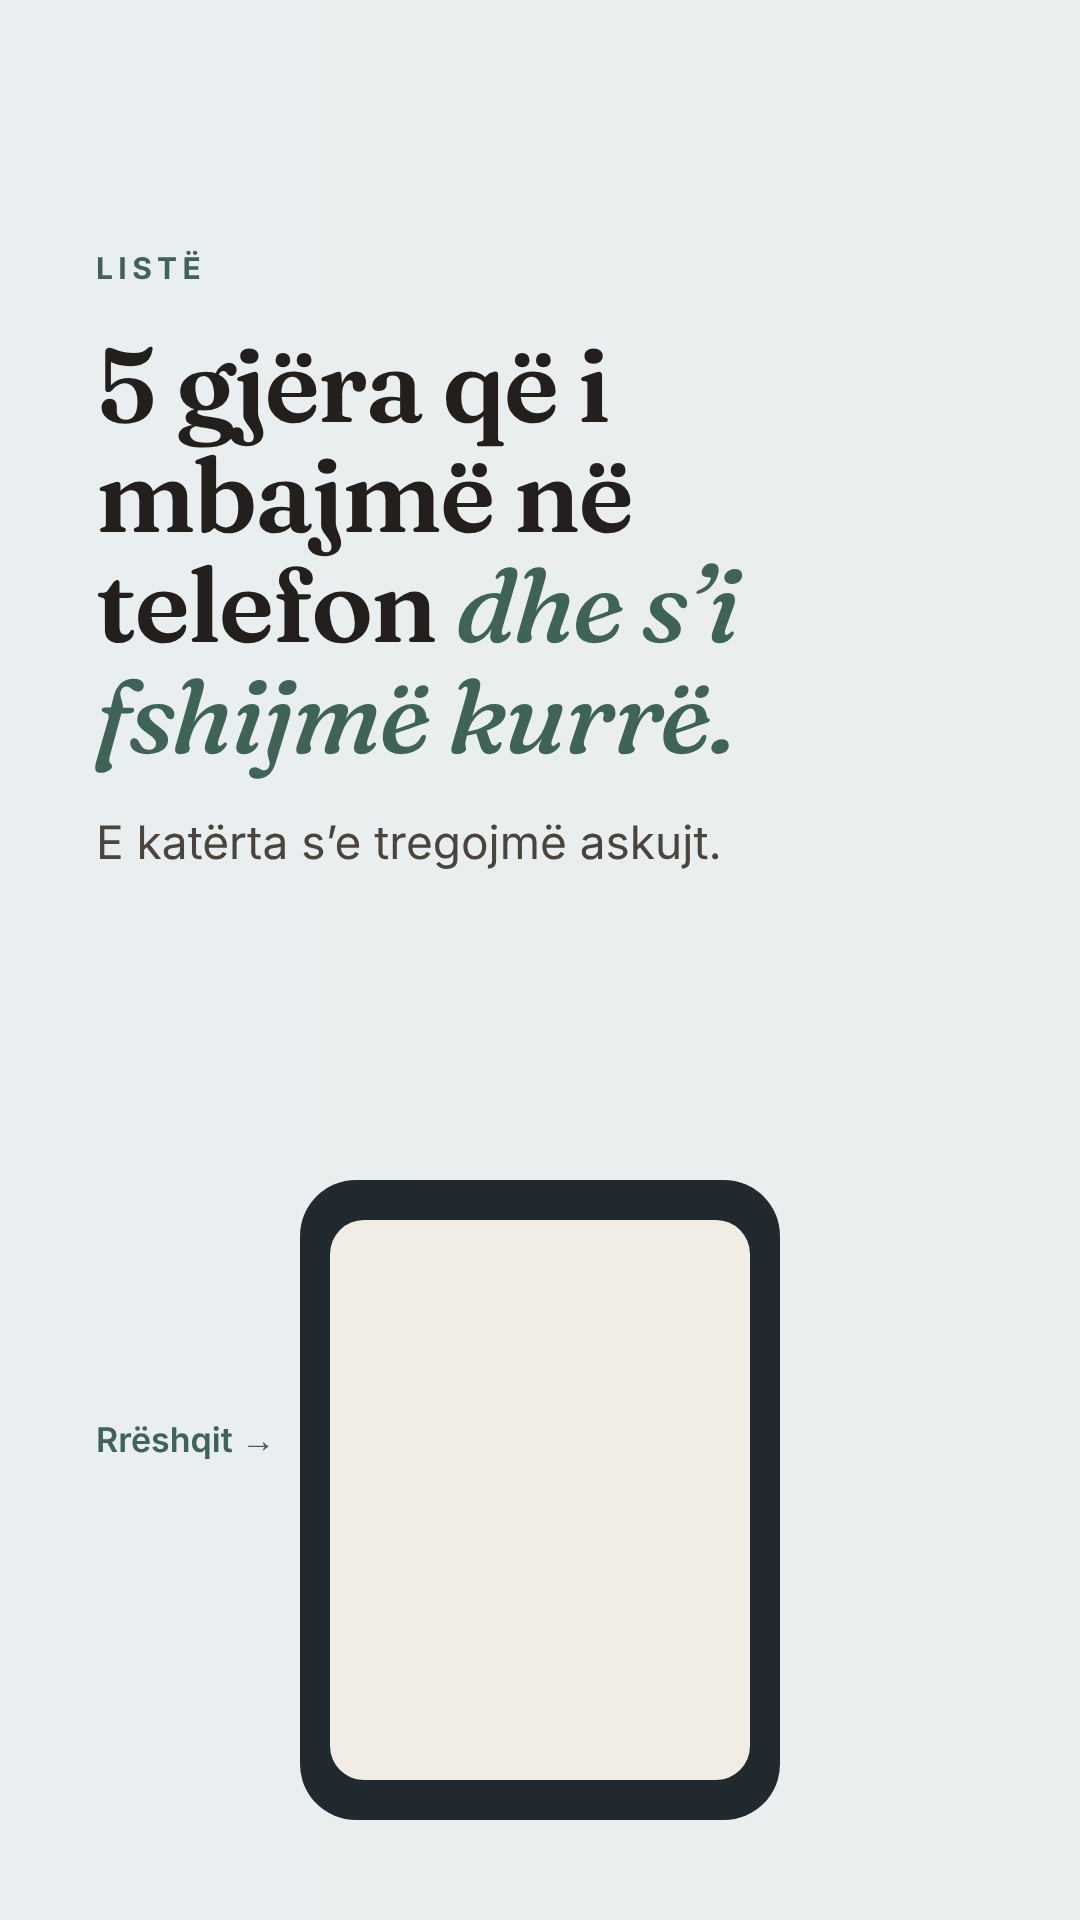 LISTË
5 gjëra që i
mbajmë në
telefon dhe s’i
fshijmë kurrë.
E katërta s’e tregojmë askujt.
Rrëshqit →